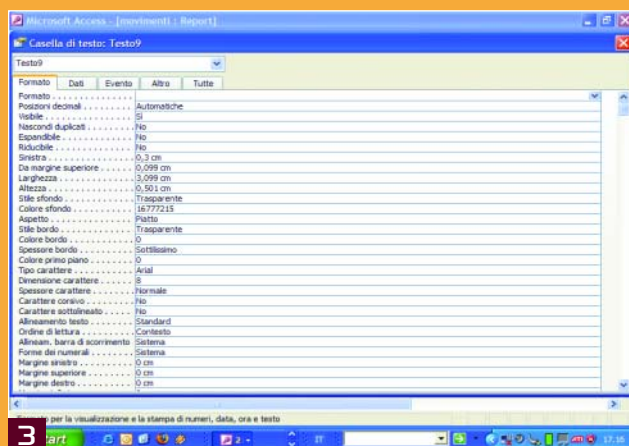 Microsoft Access - [movimenti : Report]
Casella di testo: Testo9
Testo9
Formato Dati Evento Altro Tutte
Formato . . . . . . . . . . . . . . .
Posizioni decimali . . . . . . . . . Automatiche
Visibile . . . . . . . . . . . . . . . Sì
Nascondi duplicati . . . . . . . . . No
Espandibile . . . . . . . . . . . . . No
Riducibile . . . . . . . . . . . . . . No
Sinistra . . . . . . . . . . . . . . . 0,3 cm
Da margine superiore . . . . . . 0,099 cm
Larghezza . . . . . . . . . . . . . . 3,099 cm
Altezza . . . . . . . . . . . . . . . 0,501 cm
Stile sfondo . . . . . . . . . . . . . Trasparente
Colore sfondo . . . . . . . . . . . 16777215
Aspetto . . . . . . . . . . . . . . . Piatto
Stile bordo . . . . . . . . . . . . . Trasparente
Colore bordo . . . . . . . . . . . . 0
Spessore bordo . . . . . . . . . . Sottilissimo
Colore primo piano . . . . . . . . 0
Tipo carattere . . . . . . . . . . . Arial
Dimensione carattere . . . . . . 8
Spessore carattere . . . . . . . . Normale
Carattere corsivo . . . . . . . . . No
Carattere sottolineato . . . . . No
Allineamento testo . . . . . . . . Standard
Ordine di lettura . . . . . . . . . . Contesto
Allineam. barra di scorrimento Sistema
Forme dei numerali . . . . . . . . Sistema
Margine sinistro . . . . . . . . . . 0 cm
Margine superiore . . . . . . . . 0 cm
Margine destro . . . . . . . . . . 0 cm
per la visualizzazione e la stampa di numeri, data, ora e testo
3
start 2 IT 17.10